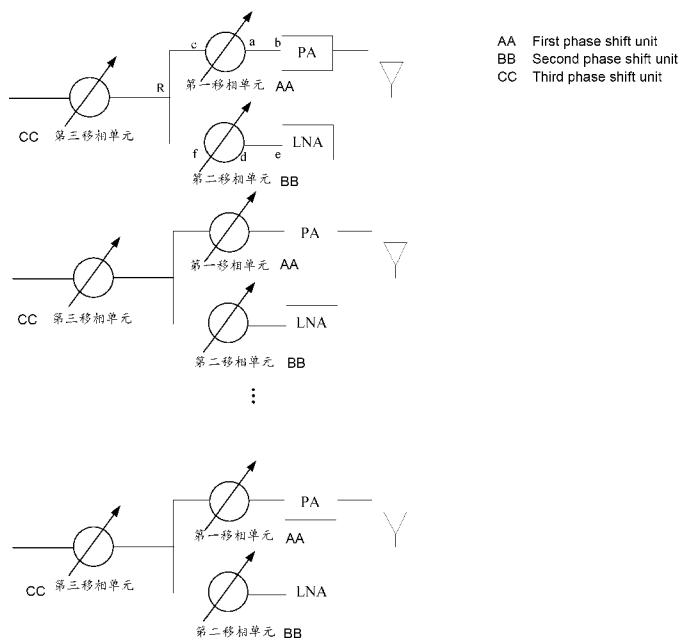 AA First phase shift unit
BB Second phase shift unit
CC Third phase shift unit
c a b PA
R
第一移相单元 AA
CC 第三移相单元
LNA
f d e
第二移相单元 BB
PA
第一移相单元 AA
CC 第三移相单元
LNA
第二移相单元 BB
⋮
PA
第一移相单元 AA
CC 第三移相单元
LNA
第二移相单元 BB